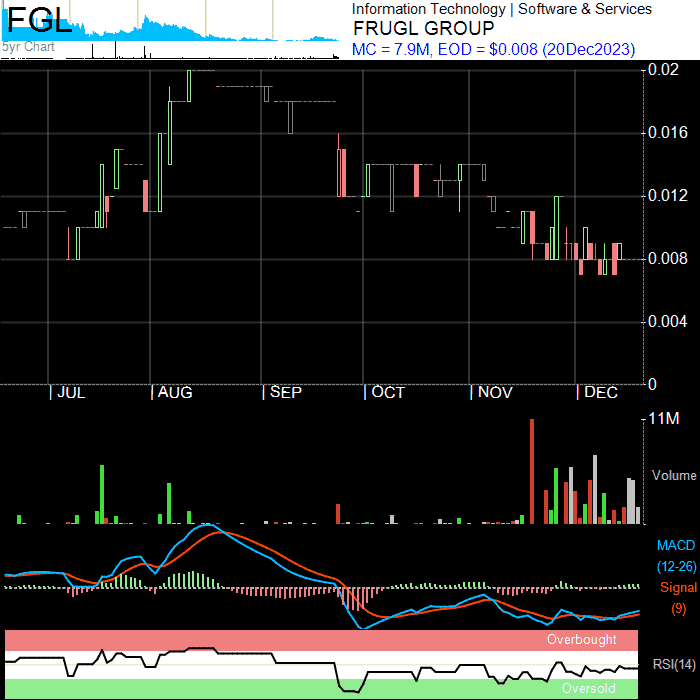 FGL
5yr Chart
Information Technology | Software & Services
FRUGL GROUP
MC = 7.9M, EOD = $0.008 (20Dec2023)
0.02
0.016
0.012
0.008
0.004
0
JUL AUG SEP OCT NOV DEC
11M
Volume
MACD
(12-26)
Signal
(9)
Overbought
RSI(14)
Oversold